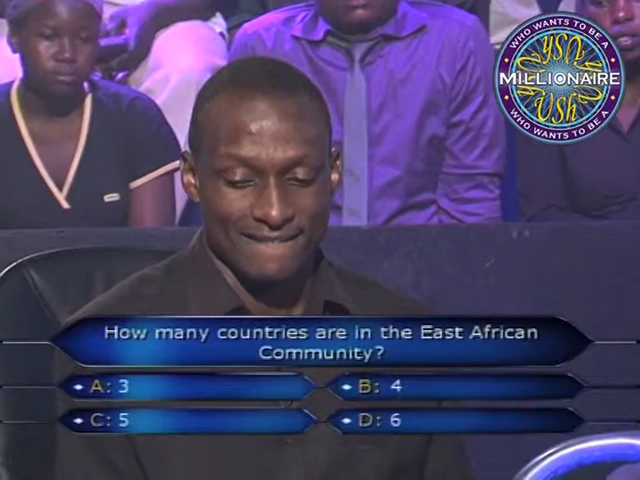 WHO WANTS TO BE A
MILLIONAIRE
USh
WHO WANTS TO BE A
How many countries are in the East African
Community?
A: 3
B: 4
C: 5
D: 6